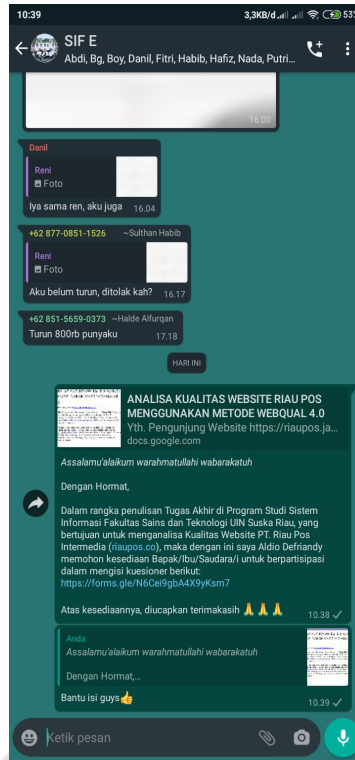 10:39
3,3KB/d
53%
SIF E
Abdi, Bg, Boy, Danil, Fitri, Habib, Hafiz, Nada, Putri...
16.00
Danil
Reni
Foto
Iya sama ren, aku juga 16.04
+62 877-0851-1526 ~Sulthan Habib
Reni
Foto
Aku belum turun, ditolak kah? 16.17
+62 851-5659-0373 ~Halde Alfurqan
Turun 800rb punyaku 17.18
HARI INI
ANALISA KUALITAS WEBSITE RIAU POS
MENGGUNAKAN METODE WEBQUAL 4.0
Yth. Pengunjung Website https://riaupos.ja...
docs.google.com
Assalamu'alaikum warahmatullahi wabarakatuh
Dengan Hormat,
Dalam rangka penulisan Tugas Akhir di Program Studi Sistem
Informasi Fakultas Sains dan Teknologi UIN Suska Riau, yang
bertujuan untuk menganalisa Kualitas Website PT. Riau Pos
Intermedia (riaupos.co), maka dengan ini saya Aldio Defriandy
memohon kesediaan Bapak/Ibu/Saudara/i untuk berpartisipasi
dalam mengisi kuesioner berikut:
https://forms.gle/N6Cei9gbA4X9yKsm7
Atas kesediaannya, diucapkan terimakasih 🙏 🙏 🙏 10.38
Anda
Assalamu'alaikum warahmatullahi wabarakatuh
Dengan Hormat,...
Bantu isi guys👍 10.39
Ketik pesan